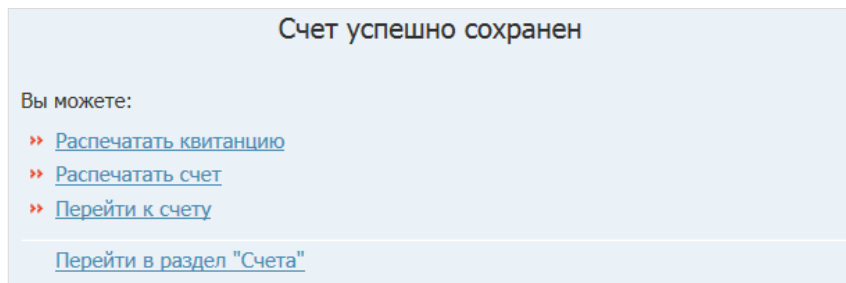 Счет успешно сохранен
Вы можете:
Распечатать квитанцию
Распечатать счет
Перейти к счету
Перейти в раздел "Счета"